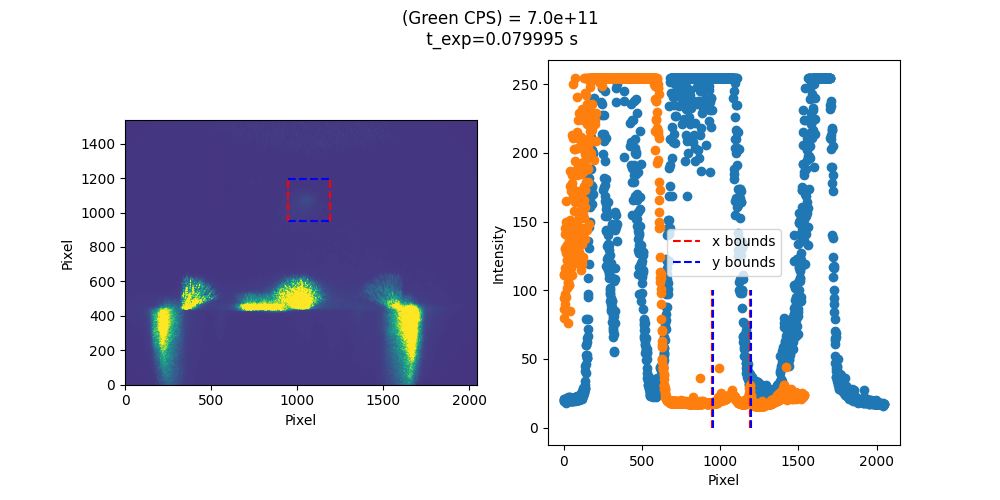 (Green CPS) = 7.0e+11
t_exp=0.079995 s
1400
1200
1000
800
600
400
200
0
Pixel
0 500 1000 1500 2000
Pixel
250
200
150
100
50
0
Intensity
x bounds
y bounds
0 500 1000 1500 2000
Pixel